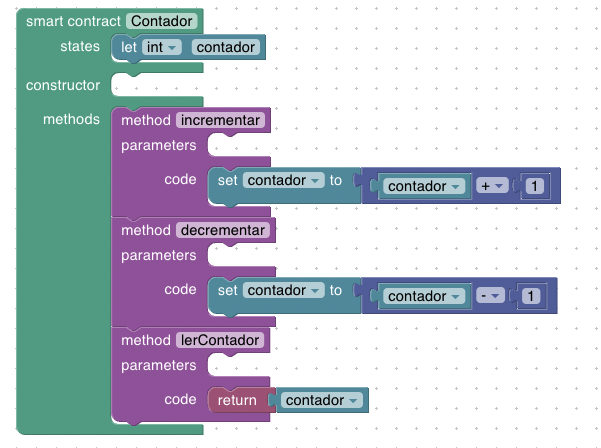 smart contract Contador
states let int contador
constructor
methods method incrementar
parameters
code set contador to contador + 1
method decrementar
parameters
code set contador to contador - 1
method lerContador
parameters
code return contador